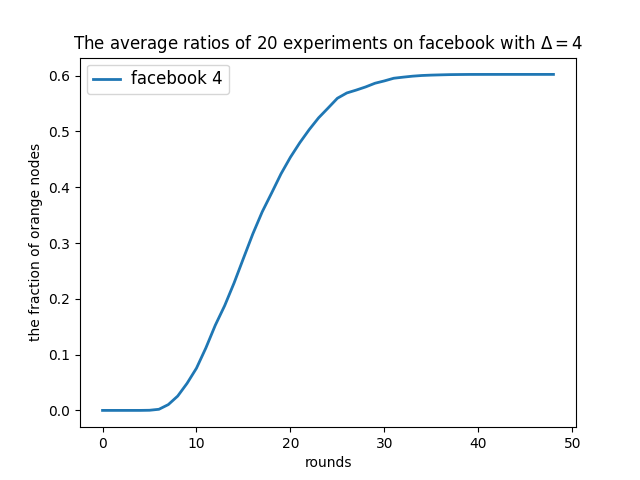 The average ratios of 20 experiments on facebook with Δ = 4
facebook 4
the fraction of orange nodes
0.6
0.5
0.4
0.3
0.2
0.1
0.0
0 10 20 30 40 50
rounds